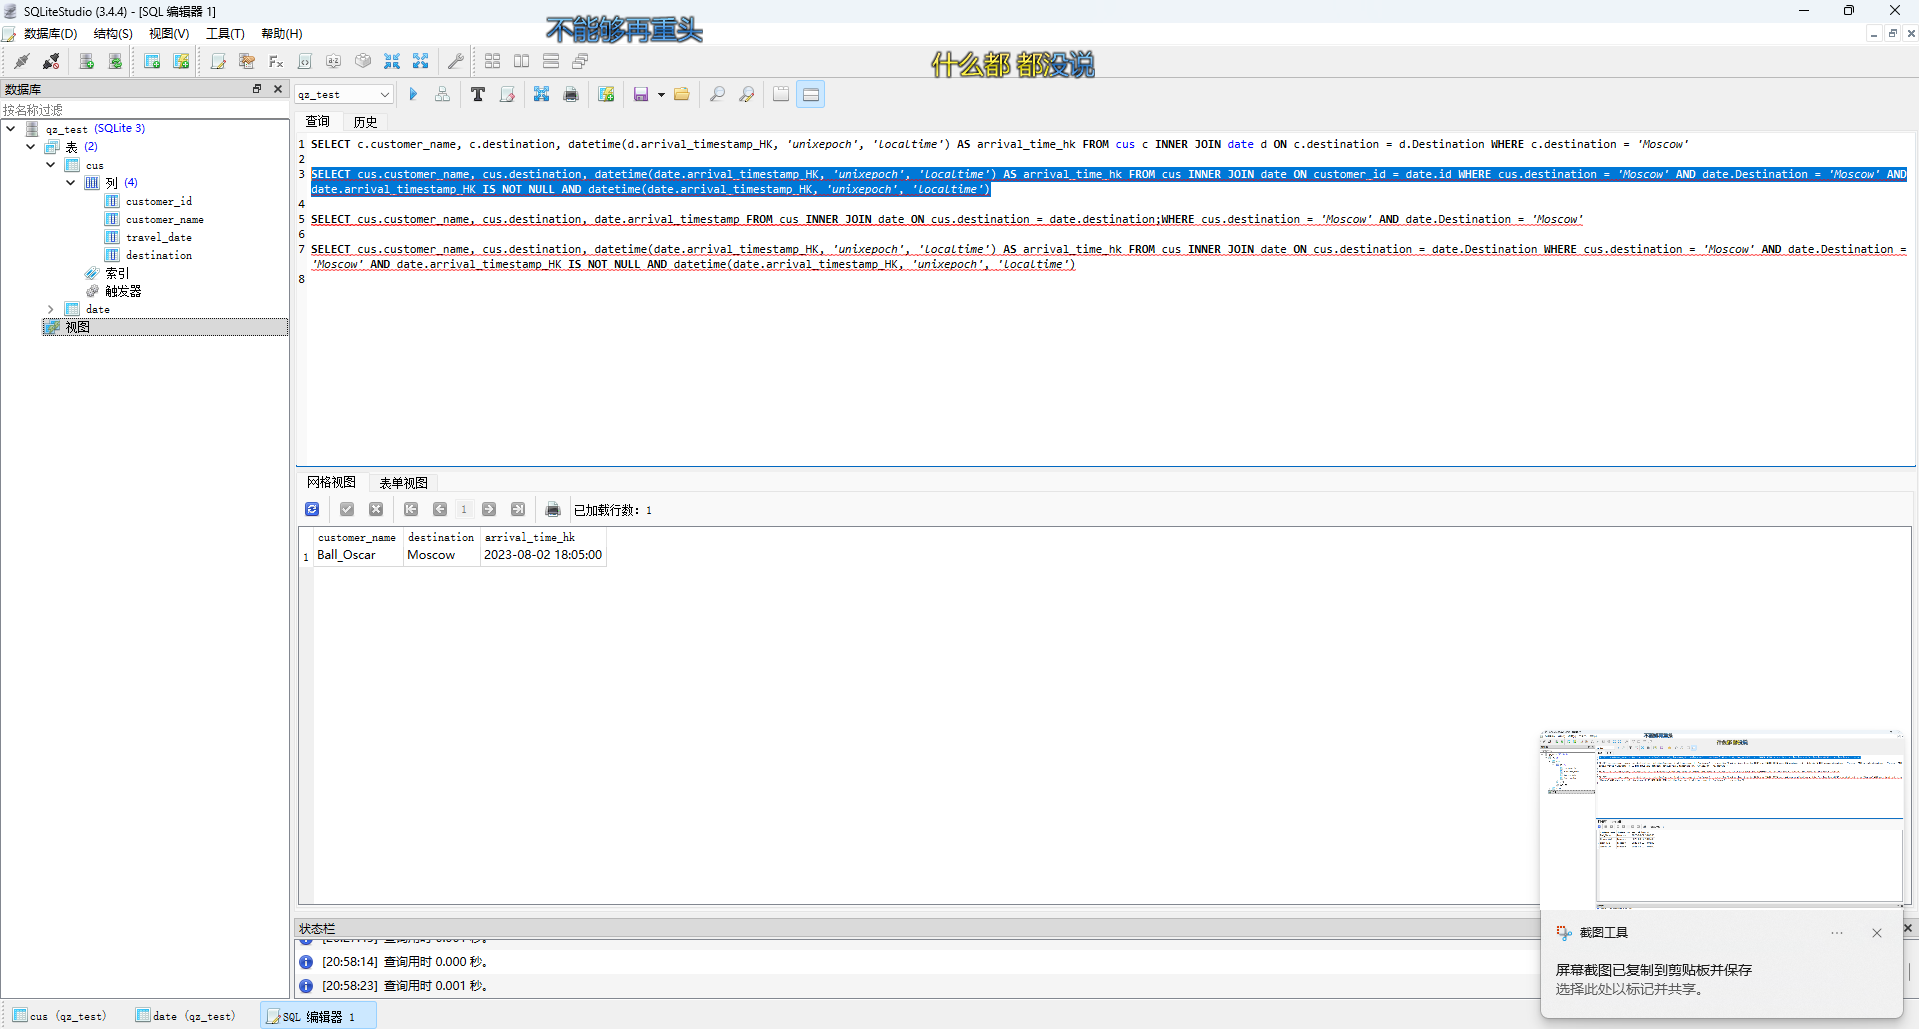 SQLiteStudio (3.4.4) - [SQL 编辑器 1]
不能够再重头
数据库(D) 结构(S) 视图(V) 工具(T) 帮助(H)
什么都 都没说
数据库
按名称过滤
qz_test (SQLite 3)
表 (2)
cus
列 (4)
customer_id
customer_name
travel_date
destination
索引
触发器
date
视图
qz_test
查询 历史
1 SELECT c.customer_name, c.destination, datetime(d.arrival_timestamp_HK, 'unixepoch', 'localtime') AS arrival_time_hk FROM cus c INNER JOIN date d ON c.destination = d.Destination WHERE c.destination = 'Moscow'
2
3 SELECT cus.customer_name, cus.destination, datetime(date.arrival_timestamp_HK, 'unixepoch', 'localtime') AS arrival_time_hk FROM cus INNER JOIN date ON customer_id = date.id WHERE cus.destination = 'Moscow' AND date.Destination = 'Moscow' AND
date.arrival_timestamp_HK IS NOT NULL AND datetime(date.arrival_timestamp_HK, 'unixepoch', 'localtime')
4
5 SELECT cus.customer_name, cus.destination, date.arrival_timestamp FROM cus INNER JOIN date ON cus.destination = date.destination;WHERE cus.destination = 'Moscow' AND date.Destination = 'Moscow'
6
7 SELECT cus.customer_name, cus.destination, datetime(date.arrival_timestamp_HK, 'unixepoch', 'localtime') AS arrival_time_hk FROM cus INNER JOIN date ON cus.destination = date.Destination WHERE cus.destination = 'Moscow' AND date.Destination =
'Moscow' AND date.arrival_timestamp_HK IS NOT NULL AND datetime(date.arrival_timestamp_HK, 'unixepoch', 'localtime')
8
网格视图 表单视图
1 已加载行数: 1
customer_name destination arrival_time_hk
1 Ball_Oscar Moscow 2023-08-02 18:05:00
状态栏
[20:58:14] 查询用时 0.000 秒。
[20:58:23] 查询用时 0.001 秒。
截图工具
屏幕截图已复制到剪贴板并保存
选择此处以标记并共享。
cus (qz_test) date (qz_test) SQL 编辑器 1